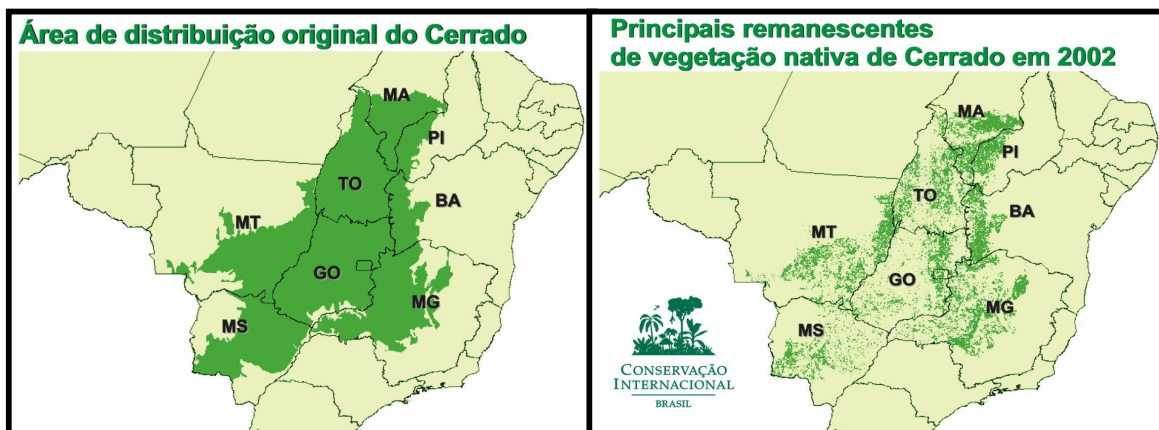 Área de distribuição original do Cerrado
MA
PI
TO
BA
MT
GO
MG
MS
Principais remanescentes
de vegetação nativa de Cerrado em 2002
MA
PI
TO
BA
MT
GO
MG
MS
CONSERVAÇÃO
INTERNACIONAL
BRASIL